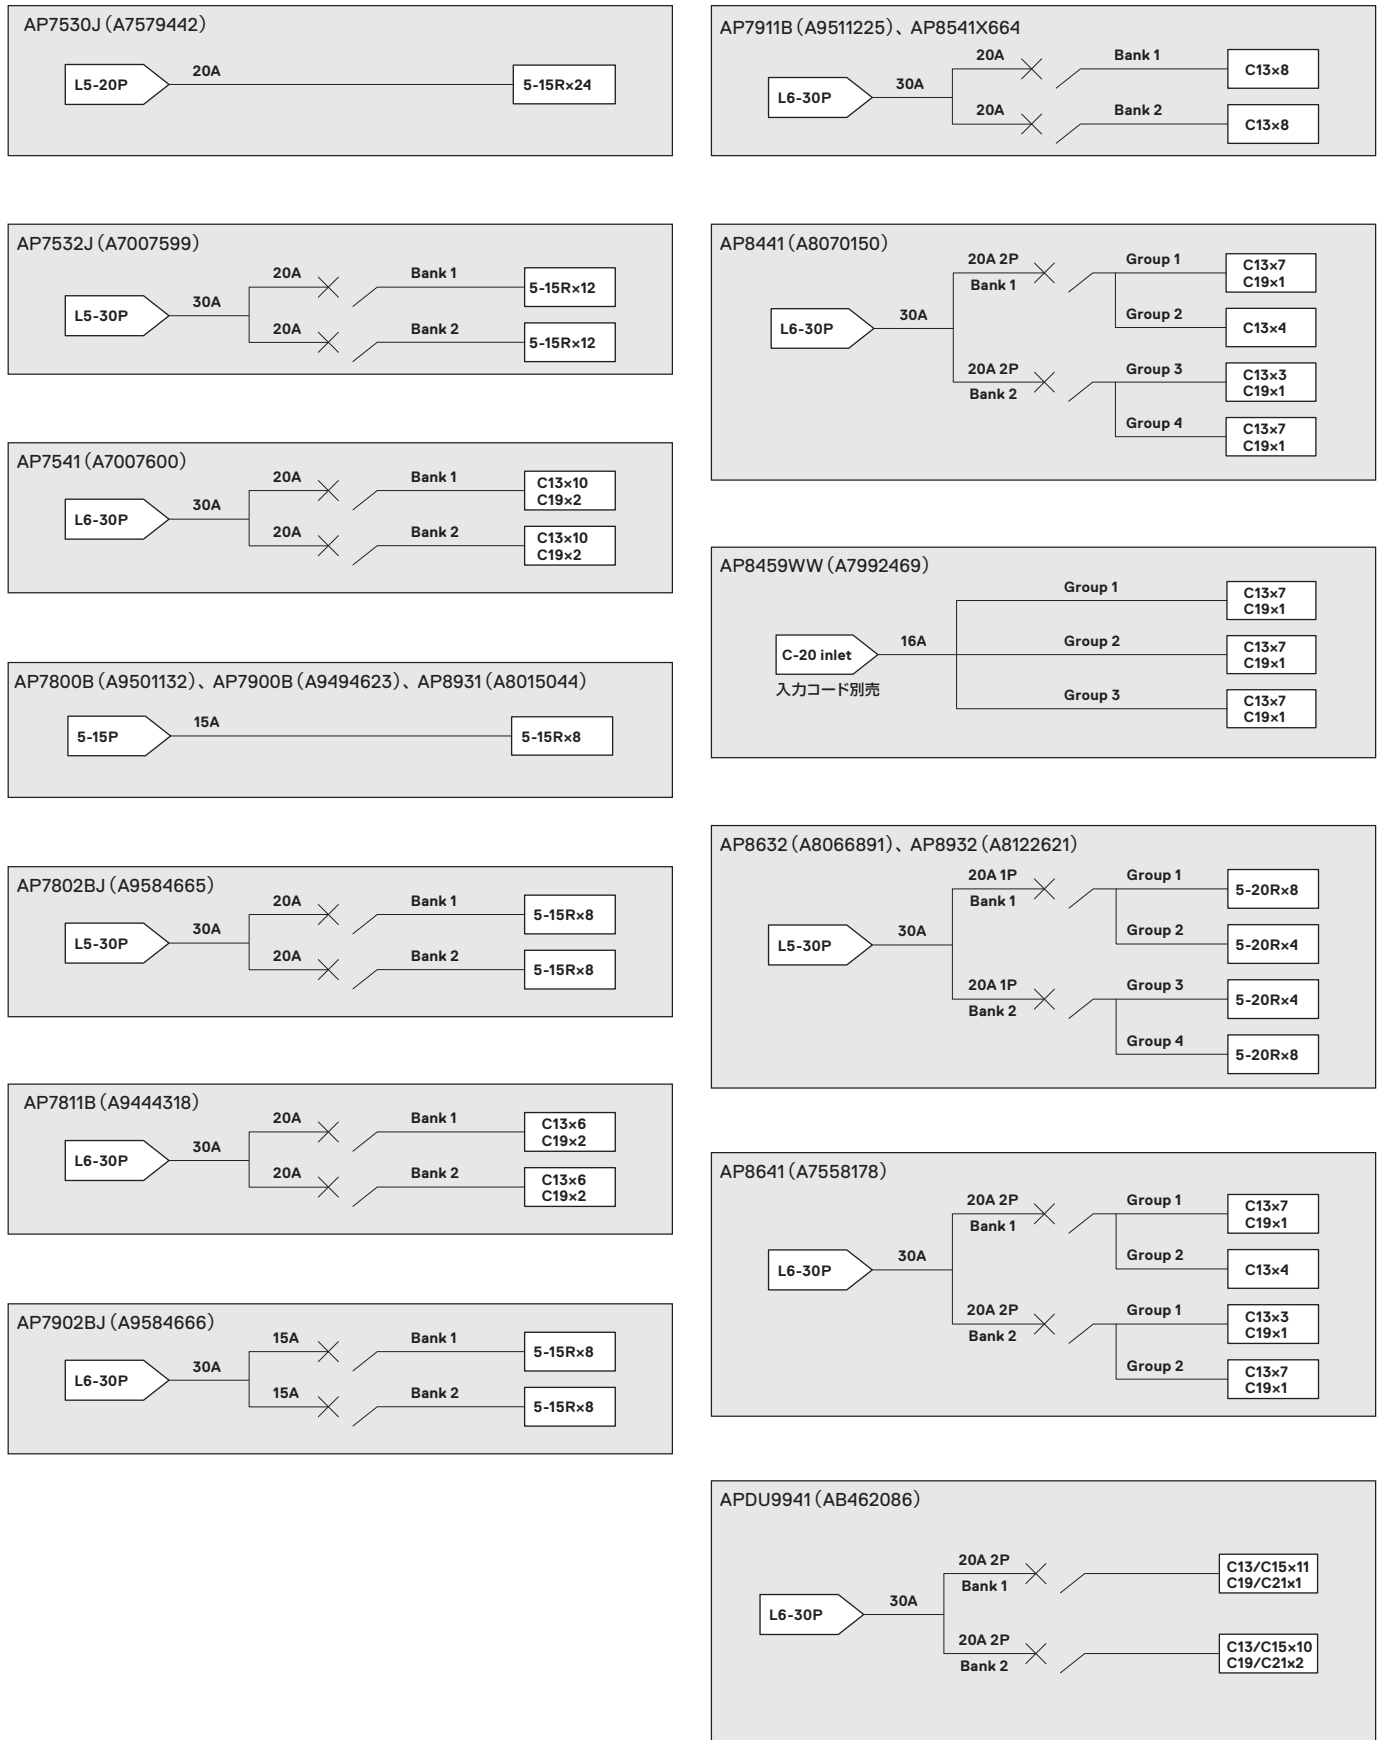 AP7530J（A7579442）
L5-20P
20A
5-15R×24
AP7532J（A7007599）
L5-30P
30A
20A
Bank 1
5-15R×12
20A
Bank 2
5-15R×12
AP7541（A7007600）
L6-30P
30A
20A
Bank 1
C13×10
C19×2
20A
Bank 2
C13×10
C19×2
AP7800B（A9501132）、AP7900B（A9494623）、AP8931（A8015044）
5-15P
15A
5-15R×8
AP7802BJ（A9584665）
L5-30P
30A
20A
Bank 1
5-15R×8
20A
Bank 2
5-15R×8
AP7811B（A9444318）
L6-30P
30A
20A
Bank 1
C13×6
C19×2
20A
Bank 2
C13×6
C19×2
AP7902BJ（A9584666）
L6-30P
30A
15A
Bank 1
5-15R×8
15A
Bank 2
5-15R×8
AP7911B（A9511225）、AP8541X664
L6-30P
30A
20A
Bank 1
C13×8
20A
Bank 2
C13×8
AP8441（A8070150）
L6-30P
30A
20A 2P
Bank 1
Group 1
C13×7
C19×1
Group 2
C13×4
20A 2P
Bank 2
Group 3
C13×3
C19×1
Group 4
C13×7
C19×1
AP8459WW（A7992469）
C-20 inlet
入力コード別売
16A
Group 1
C13×7
C19×1
Group 2
C13×7
C19×1
Group 3
C13×7
C19×1
AP8632（A8066891）、AP8932（A8122621）
L5-30P
30A
20A 1P
Bank 1
Group 1
5-20R×8
Group 2
5-20R×4
20A 1P
Bank 2
Group 3
5-20R×4
Group 4
5-20R×8
AP8641（A7558178）
L6-30P
30A
20A 2P
Bank 1
Group 1
C13×7
C19×1
Group 2
C13×4
20A 2P
Bank 2
Group 1
C13×3
C19×1
Group 2
C13×7
C19×1
APDU9941（AB462086）
L6-30P
30A
20A 2P
Bank 1
C13/C15×11
C19/C21x1
20A 2P
Bank 2
C13/C15×10
C19/C21x2